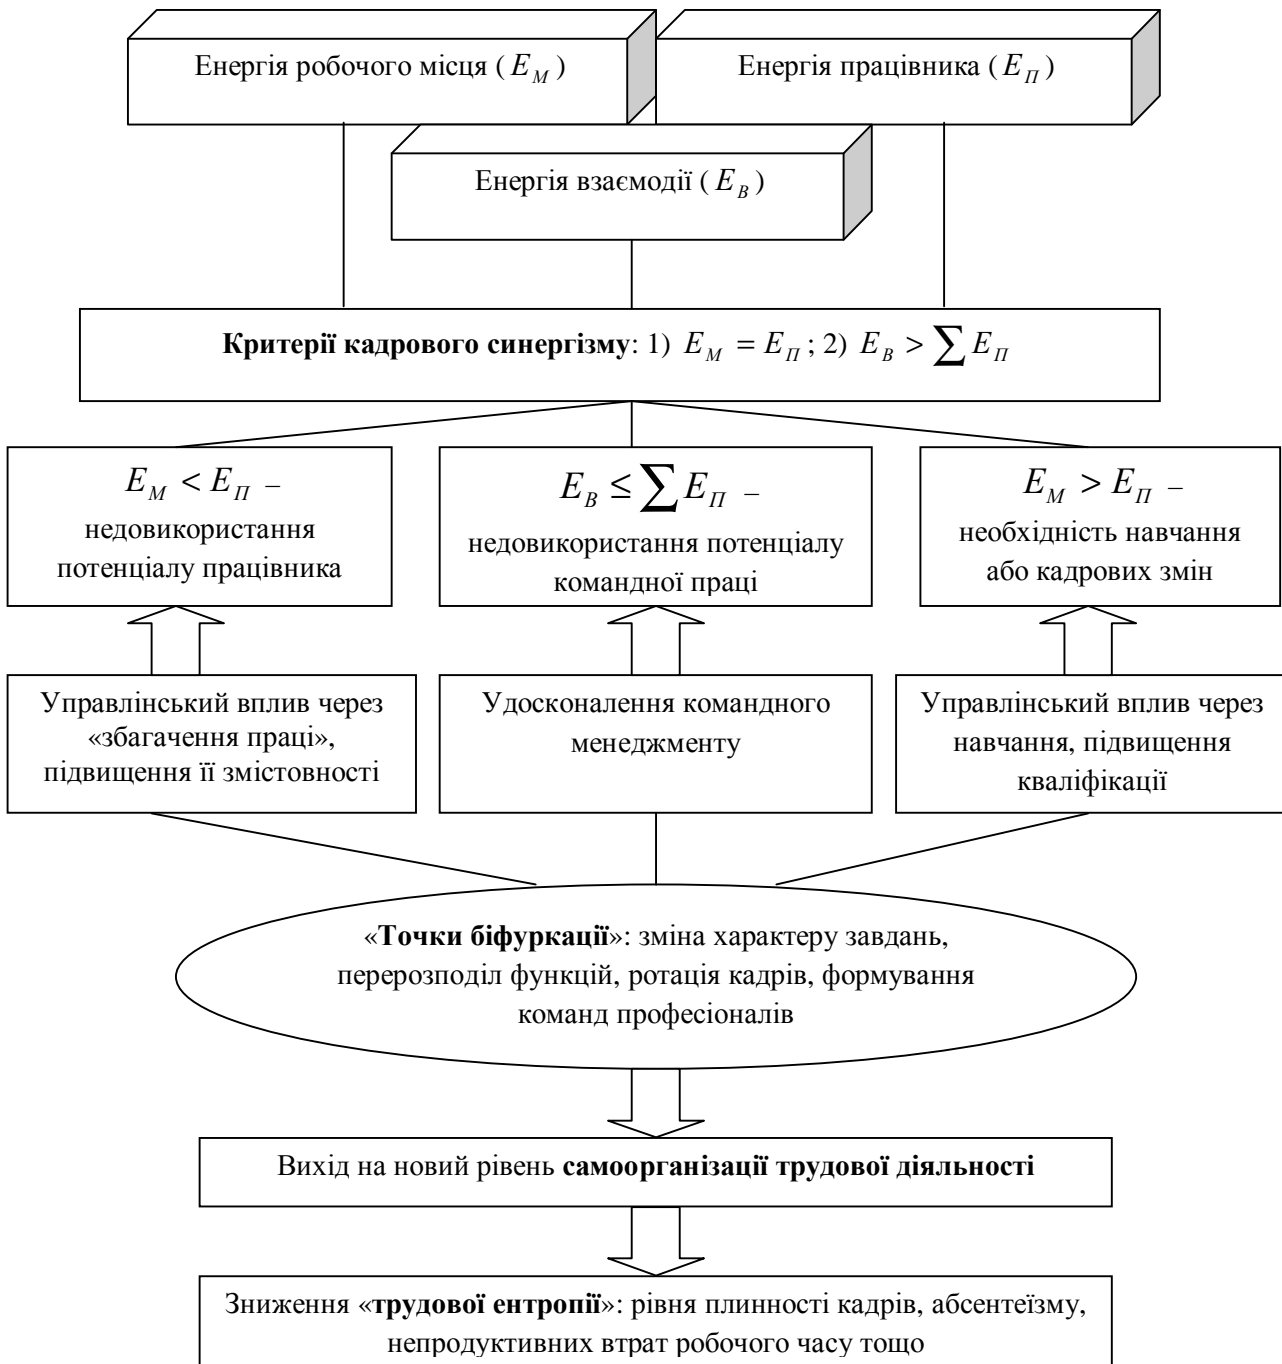 Енергія робочого місця ( E_М )
Енергія працівника ( E_П )
Енергія взаємодії ( E_В )
Критерії кадрового синергізму: 1) E_М = E_П ; 2) E_В > ∑ E_П
E_М < E_П –
недовикористання
потенціалу працівника
E_В ≤ ∑ E_П –
недовикористання потенціалу
командної праці
E_М > E_П –
необхідність навчання
або кадрових змін
Управлінський вплив через
«збагачення праці»,
підвищення її змістовності
Удосконалення командного
менеджменту
Управлінський вплив через
навчання, підвищення
кваліфікації
«Точки біфуркації»: зміна характеру завдань,
перерозподіл функцій, ротація кадрів, формування
команд професіоналів
Вихід на новий рівень самоорганізації трудової діяльності
Зниження «трудової ентропії»: рівня плинності кадрів, абсентеїзму,
непродуктивних втрат робочого часу тощо